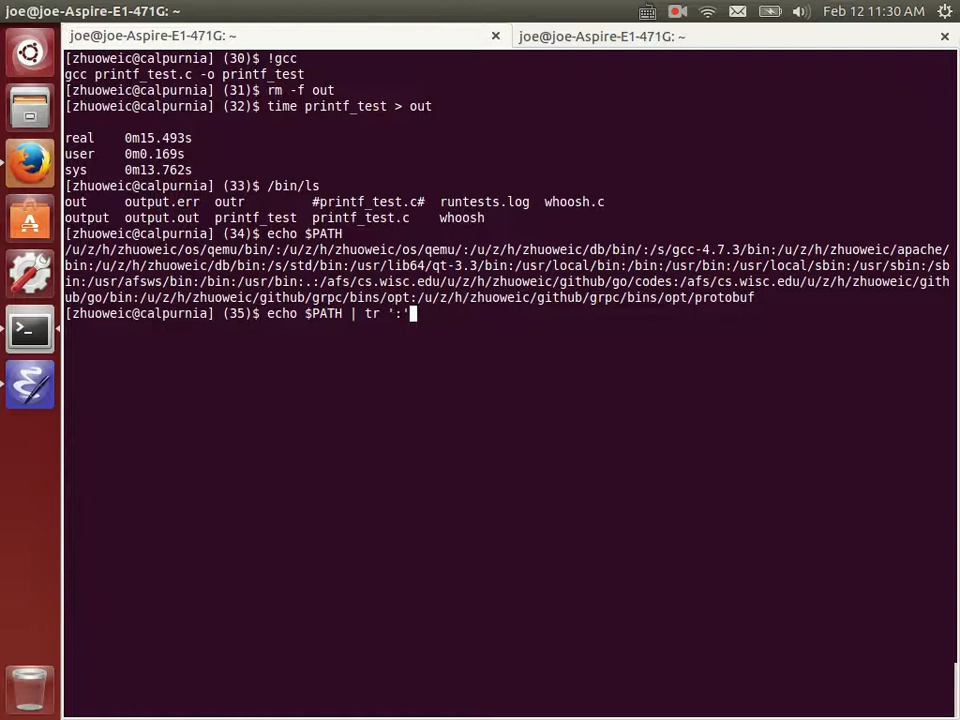 joe@joe-Aspire-E1-471G: ~
Feb 12 11:30 AM
joe@joe-Aspire-E1-471G: ~
joe@joe-Aspire-E1-471G: ~
[zhuoweic@calpurnia] (30)$ !gcc
gcc printf_test.c -o printf_test
[zhuoweic@calpurnia] (31)$ rm -f out
[zhuoweic@calpurnia] (32)$ time printf_test > out
real    0m15.493s
user    0m0.169s
sys     0m13.762s
[zhuoweic@calpurnia] (33)$ /bin/ls
out     output.err  outr         #printf_test.c#  runtests.log  whoosh.c
output  output.out  printf_test  printf_test.c    whoosh
[zhuoweic@calpurnia] (34)$ echo $PATH
/u/z/h/zhuoweic/os/qemu/bin/:/u/z/h/zhuoweic/os/qemu/:/u/z/h/zhuoweic/db/bin/:/s/gcc-4.7.3/bin:/u/z/h/zhuoweic/apache/
bin:/u/z/h/zhuoweic/db/bin:/s/std/bin:/usr/lib64/qt-3.3/bin:/usr/local/bin:/bin:/usr/bin:/usr/local/sbin:/usr/sbin:/sb
in:/usr/afsws/bin:/bin:/usr/bin:.:/afs/cs.wisc.edu/u/z/h/zhuoweic/github/go/codes:/afs/cs.wisc.edu/u/z/h/zhuoweic/gith
ub/go/bin:/u/z/h/zhuoweic/github/grpc/bins/opt:/u/z/h/zhuoweic/github/grpc/bins/opt/protobuf
[zhuoweic@calpurnia] (35)$ echo $PATH | tr ':'